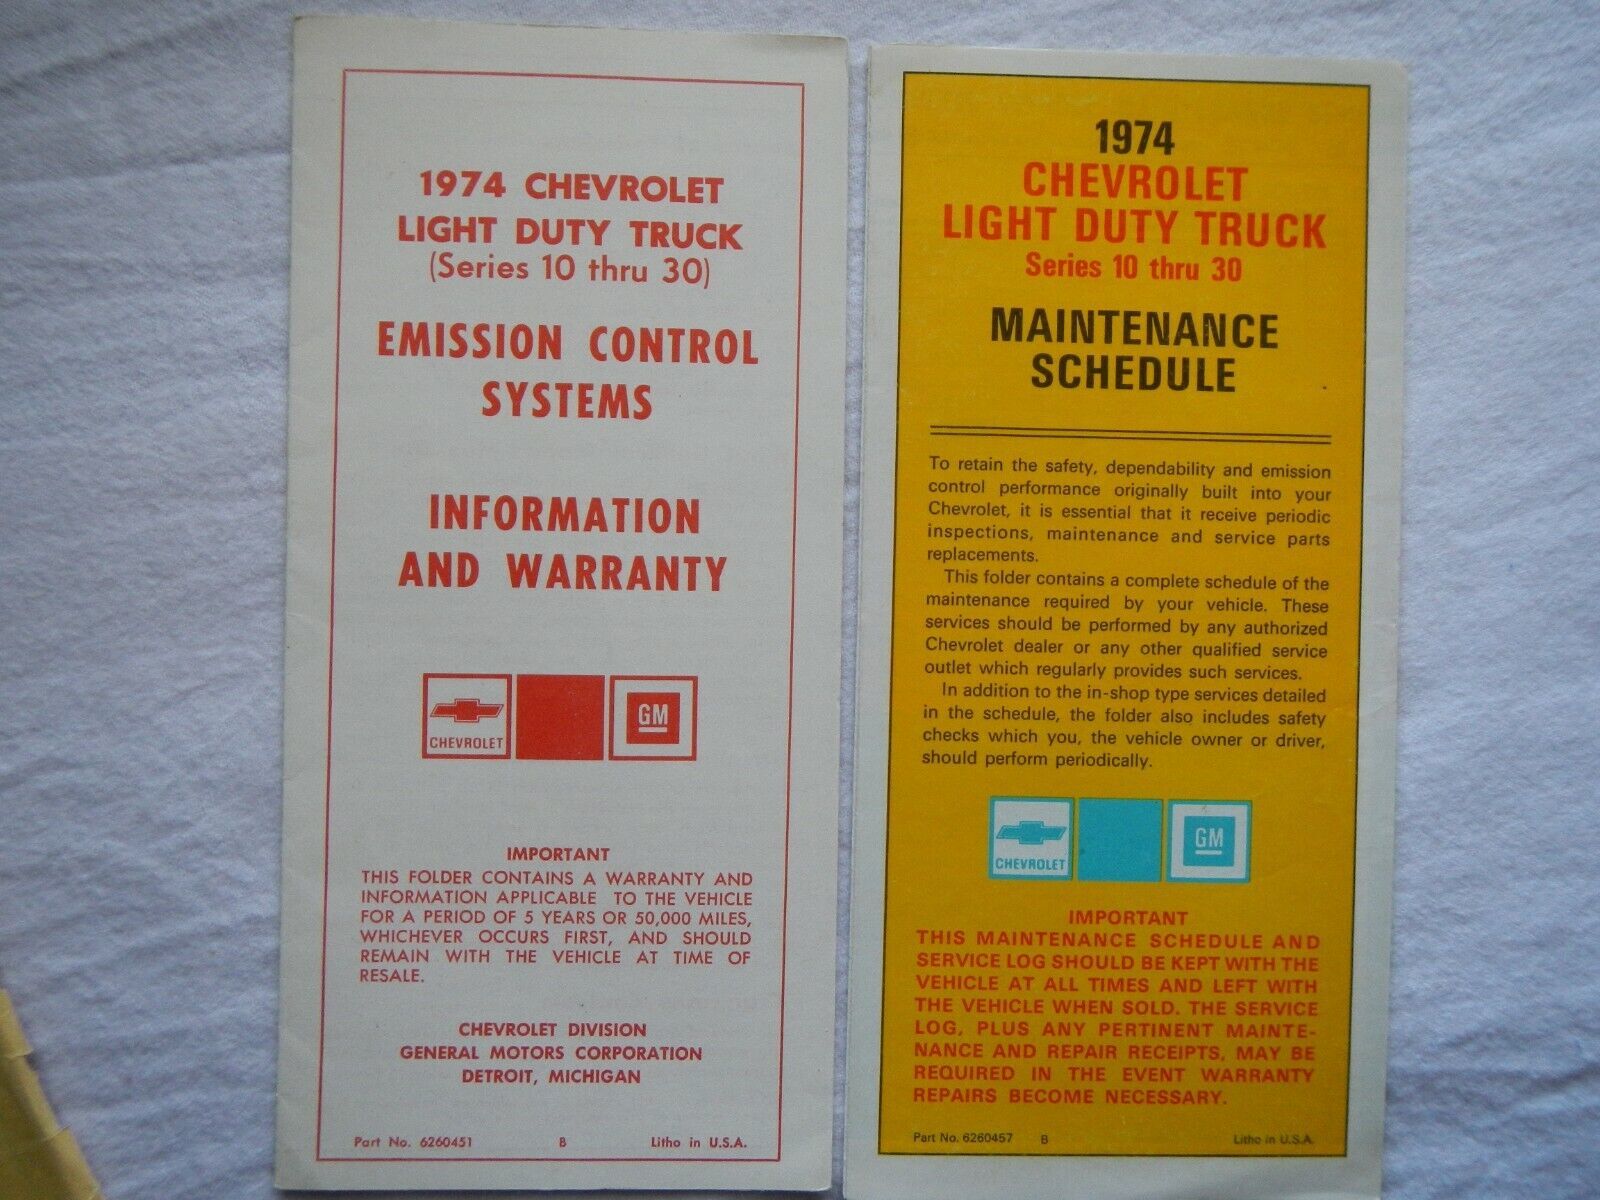 1974 CHEVROLET
LIGHT DUTY TRUCK
(Series 10 thru 30)
EMISSION CONTROL
SYSTEMS
INFORMATION
AND WARRANTY
CHEVROLET
GM
IMPORTANT
THIS FOLDER CONTAINS A WARRANTY AND
INFORMATION APPLICABLE TO THE VEHICLE
FOR A PERIOD OF 5 YEARS OR 50,000 MILES,
WHICHEVER OCCURS FIRST, AND SHOULD
REMAIN WITH THE VEHICLE AT TIME OF
RESALE.
CHEVROLET DIVISION
GENERAL MOTORS CORPORATION
DETROIT, MICHIGAN
Part No. 6260451 B Litho in U.S.A.
1974
CHEVROLET
LIGHT DUTY TRUCK
Series 10 thru 30
MAINTENANCE
SCHEDULE
To retain the safety, dependability and emission
control performance originally built into your
Chevrolet, it is essential that it receive periodic
inspections, maintenance and service parts
replacements.
This folder contains a complete schedule of the
maintenance required by your vehicle. These
services should be performed by any authorized
Chevrolet dealer or any other qualified service
outlet which regularly provides such services.
In addition to the in-shop type services detailed
in the schedule, the folder also includes safety
checks which you, the vehicle owner or driver,
should perform periodically.
CHEVROLET
GM
IMPORTANT
THIS MAINTENANCE SCHEDULE AND
SERVICE LOG SHOULD BE KEPT WITH THE
VEHICLE AT ALL TIMES AND LEFT WITH
THE VEHICLE WHEN SOLD. THE SERVICE
LOG, PLUS ANY PERTINENT MAINTE-
NANCE AND REPAIR RECEIPTS, MAY BE
REQUIRED IN THE EVENT WARRANTY
REPAIRS BECOME NECESSARY.
Part No. 6260457 B Litho in U.S.A.